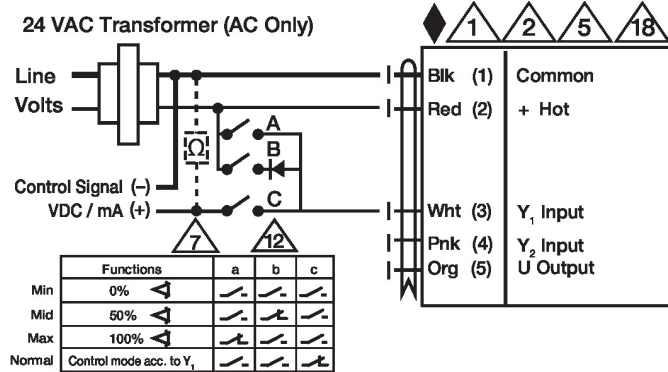 24 VAC Transformer (AC Only)
1 2 5 18
Line
Volts
Blk (1) Common
Red (2) + Hot
A
B
C
Ω
Control Signal (–)
VDC / mA (+)
Wht (3) Y₁ Input
Pnk (4) Y₂ Input
Org (5) U Output
7
12
Functions a b c
Min 0%
Mid 50%
Max 100%
Normal Control mode acc. to Y₁